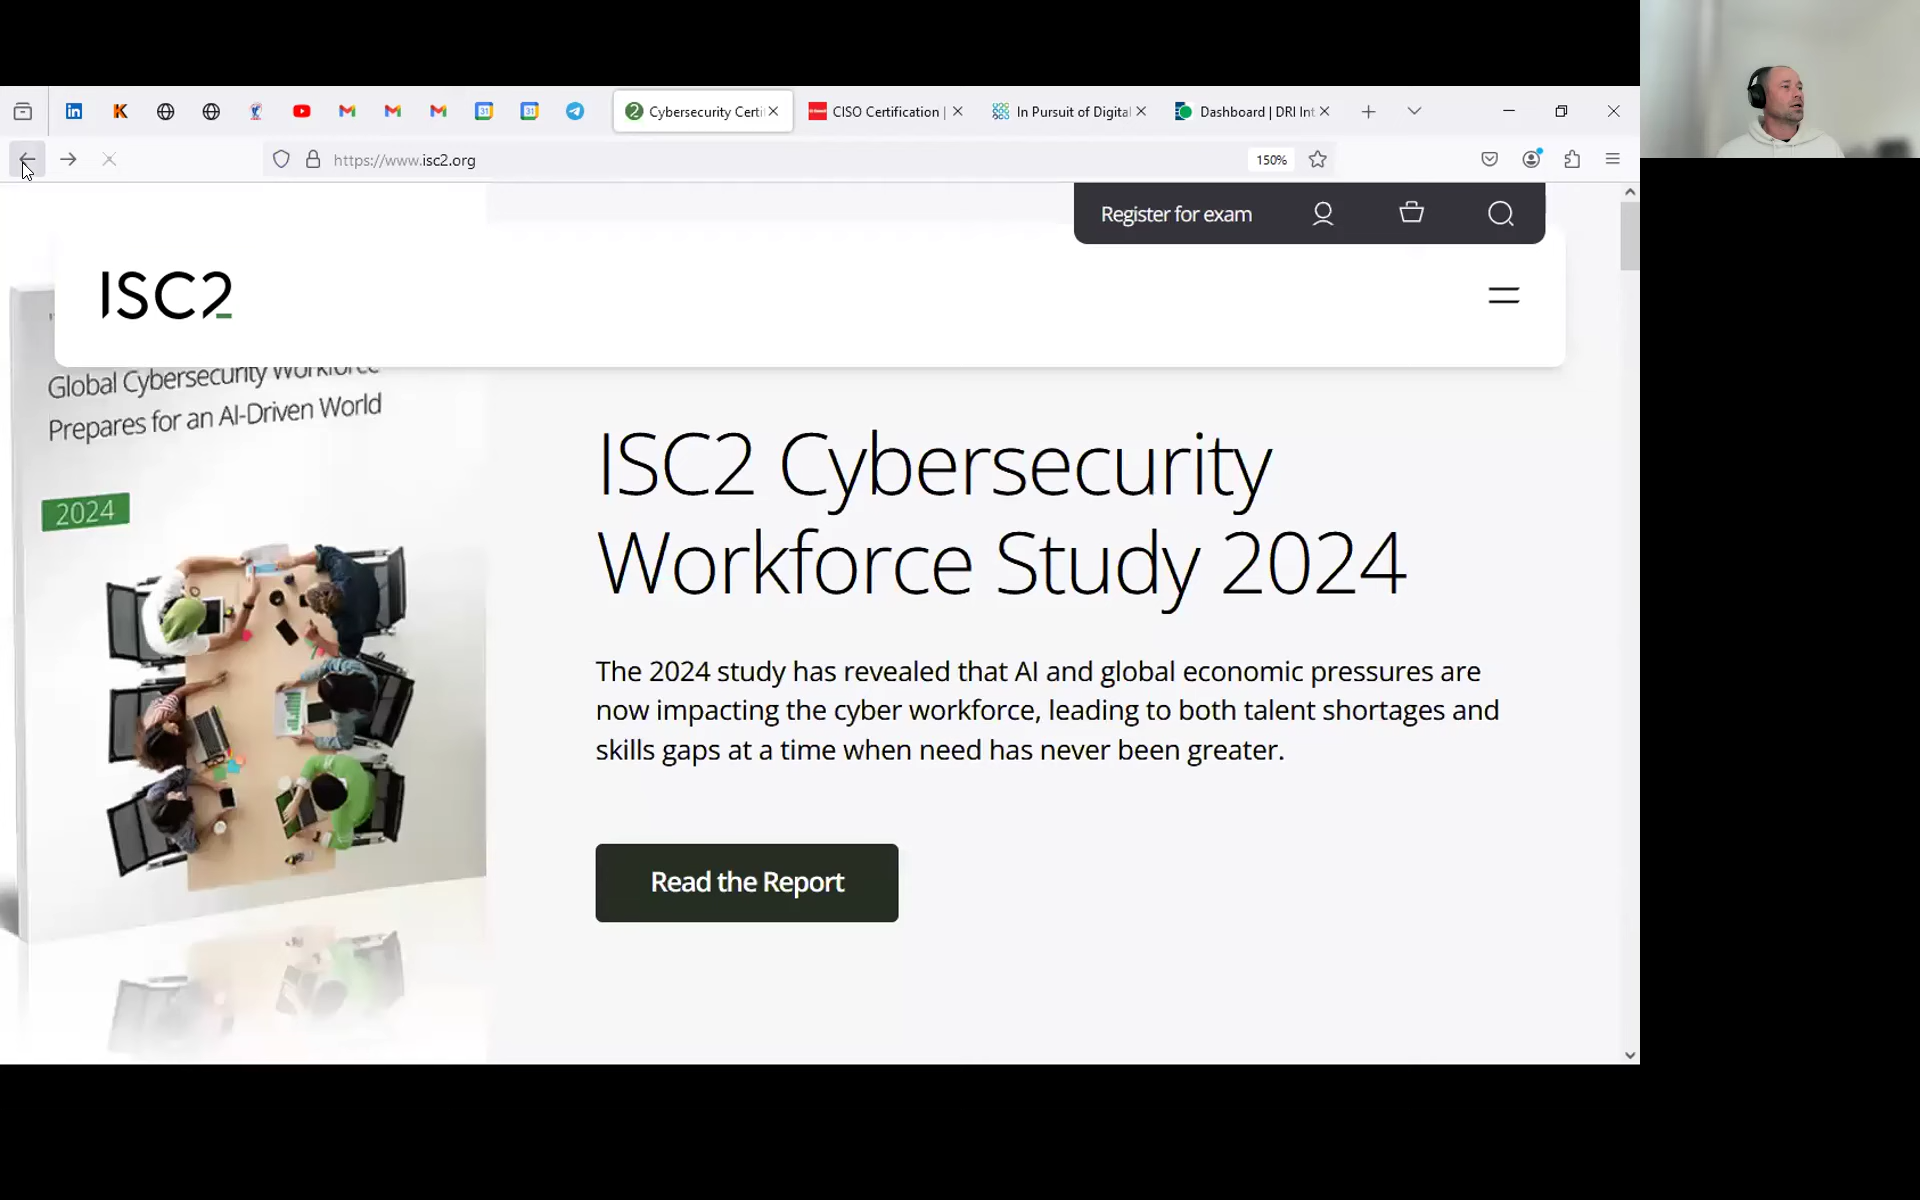 Cybersecurity Certi
CISO Certification |
In Pursuit of Digital
Dashboard | DRI Int
https://www.isc2.org
150%
Register for exam
ISC2
Global Cybersecurity Workforce
Prepares for an AI-Driven World
2024
ISC2 Cybersecurity
Workforce Study 2024
The 2024 study has revealed that AI and global economic pressures are
now impacting the cyber workforce, leading to both talent shortages and
skills gaps at a time when need has never been greater.
Read the Report